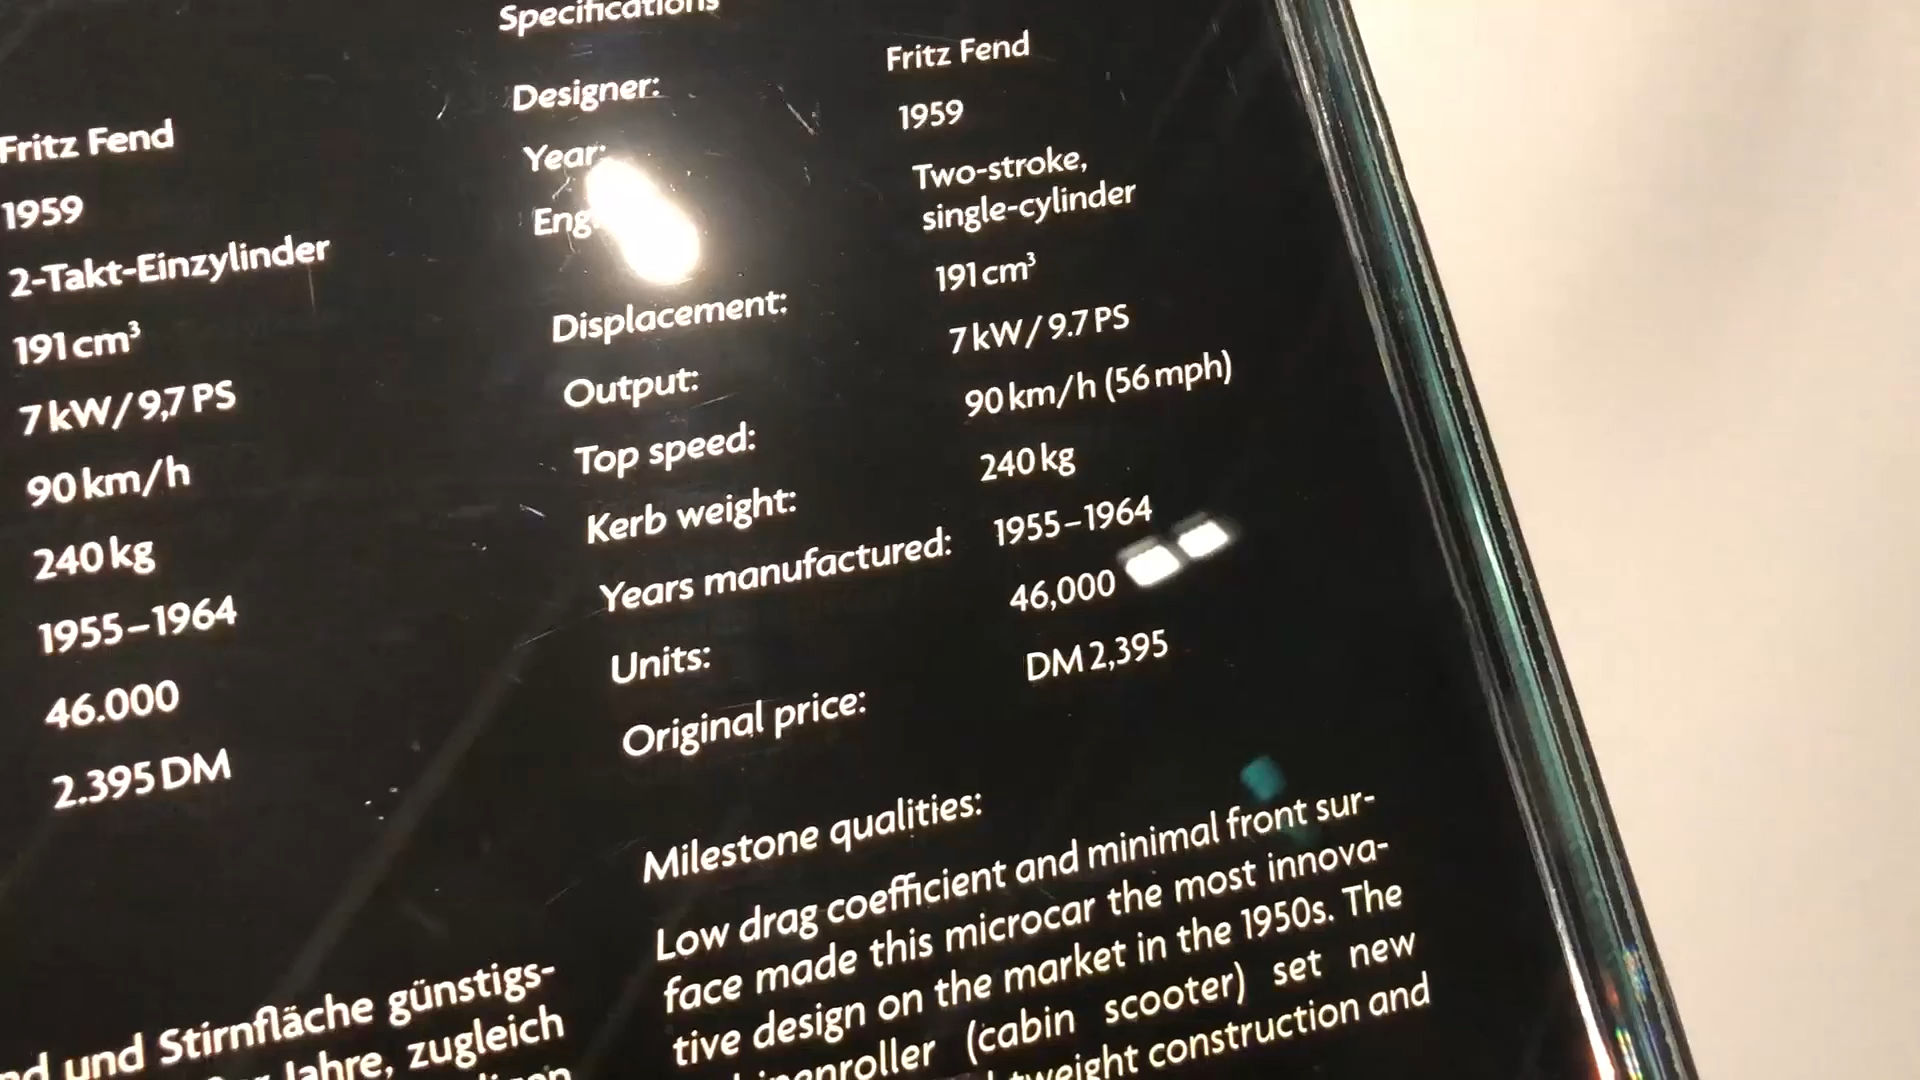 Fritz Fend
1959
2-Takt-Einzylinder
191 cm³
7 kW / 9,7 PS
90 km/h
240 kg
1955–1964
46.000
2.395 DM
und Stirnfläche günstigs-
Jahre, zugleich
Specifications
Designer: Fritz Fend
Year: 1959
Two-stroke,
single-cylinder
Displacement: 191 cm³
Output: 7 kW / 9.7 PS
Top speed: 90 km/h (56 mph)
Kerb weight: 240 kg
Years manufactured: 1955–1964
Units: 46,000
Original price: DM 2,395
Milestone qualities:
Low drag coefficient and minimal front sur-
face made this microcar the most innova-
tive design on the market in the 1950s. The
(cabin scooter) set new
construction and